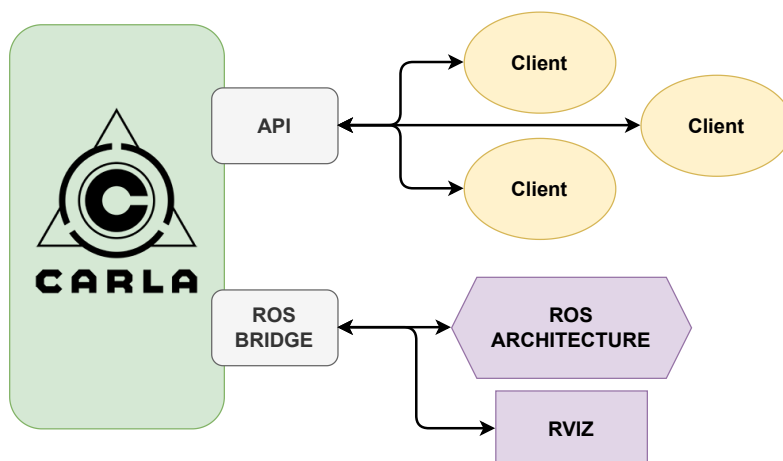 CARLA
API
Client
Client
Client
ROS
BRIDGE
ROS
ARCHITECTURE
RVIZ